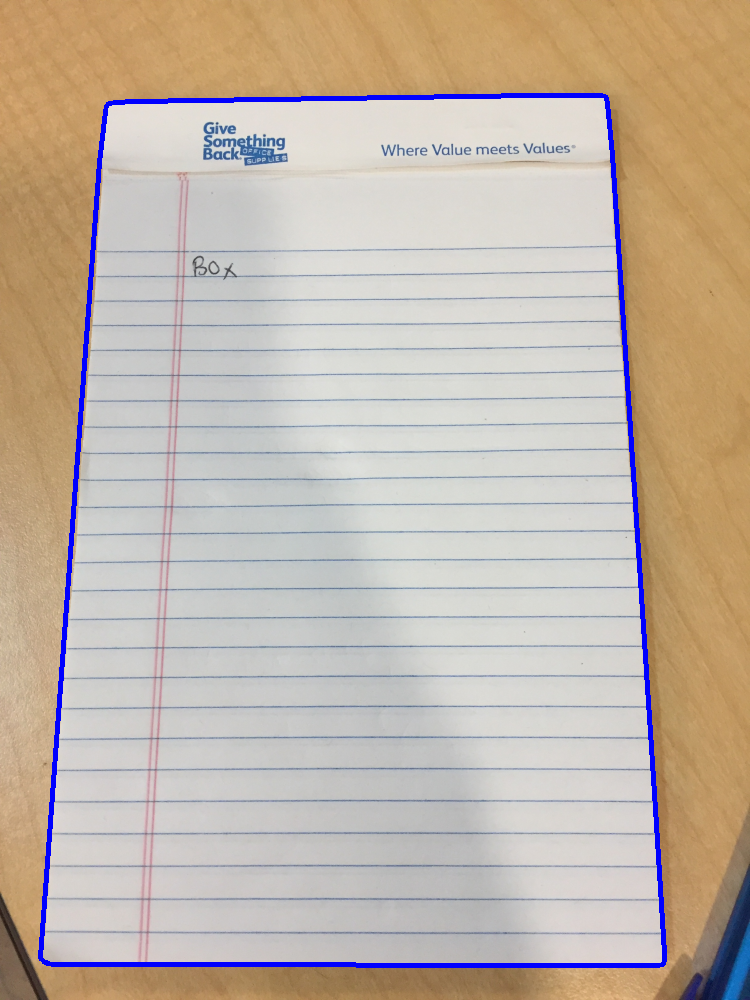 Give
Something
Back OFFICE
SUPPLIES
Where Value meets Values®
BOX